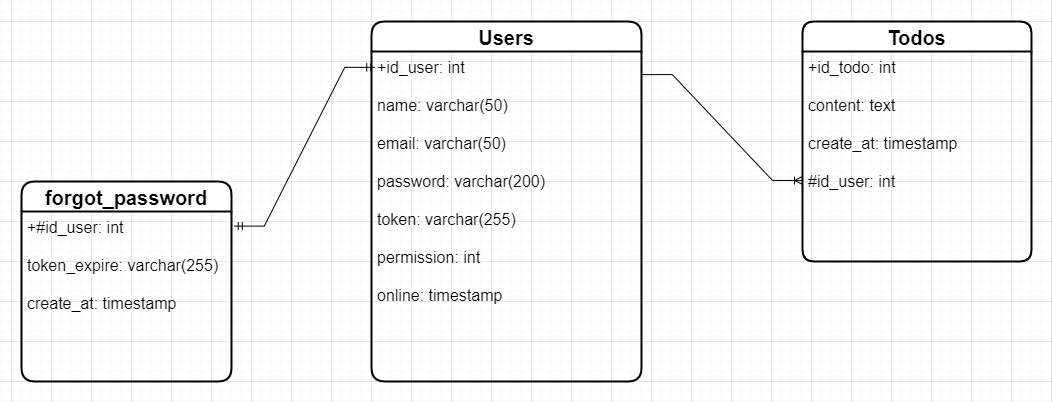 Users
+id_user: int
name: varchar(50)
email: varchar(50)
password: varchar(200)
token: varchar(255)
permission: int
online: timestamp
Todos
+id_todo: int
content: text
create_at: timestamp
#id_user: int
forgot_password
+#id_user: int
token_expire: varchar(255)
create_at: timestamp